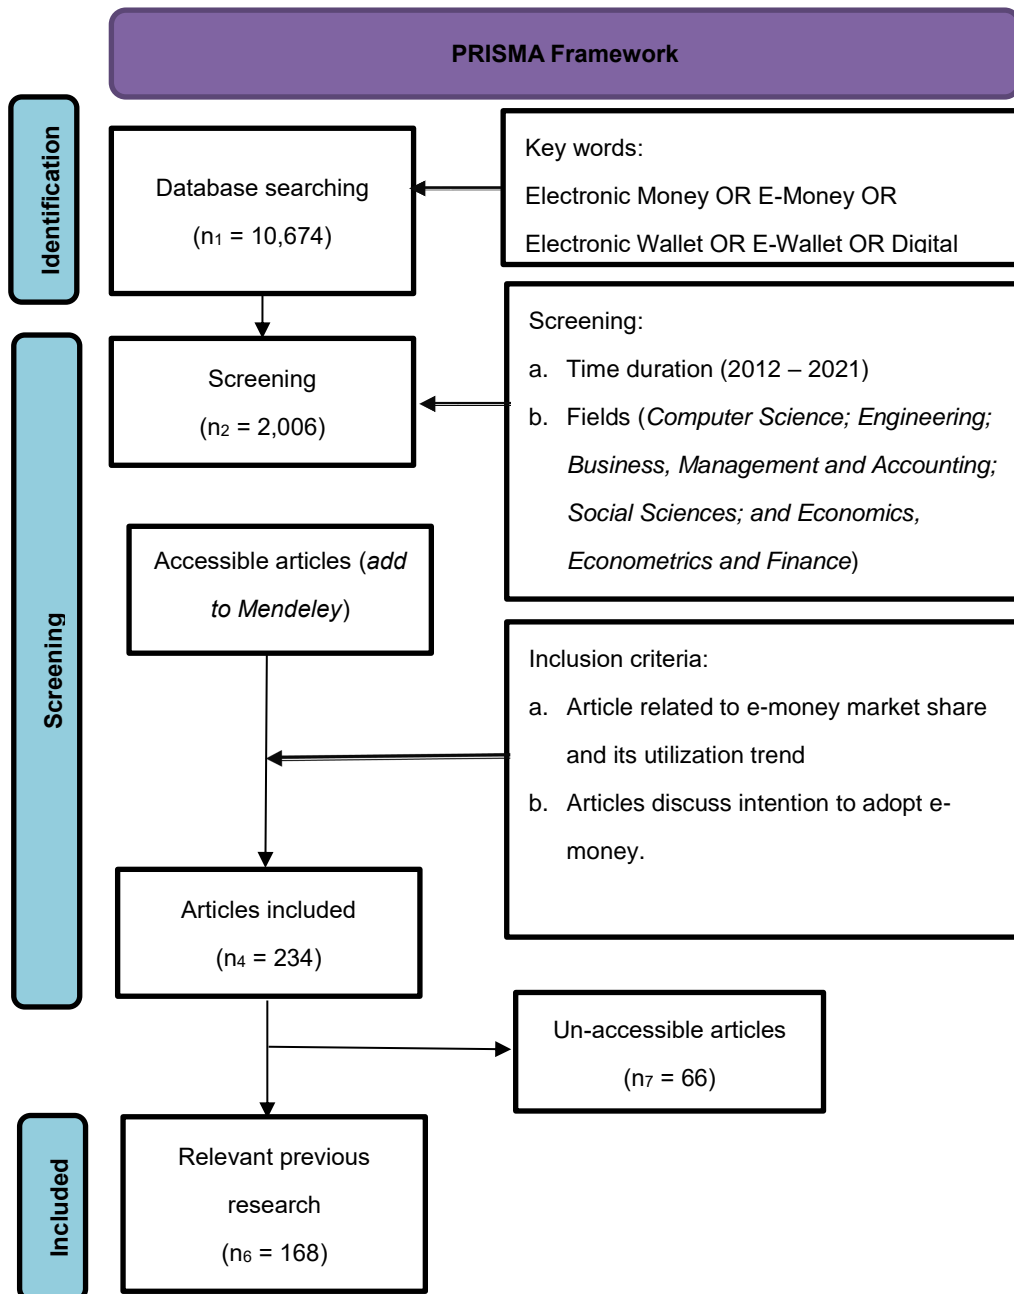 PRISMA Framework
Identification
Database searching
(n₁ = 10,674)
Key words:
Electronic Money OR E-Money OR
Electronic Wallet OR E-Wallet OR Digital
Screening
Screening
(n₂ = 2,006)
Screening:
a. Time duration (2012 – 2021)
b. Fields (Computer Science; Engineering;
Business, Management and Accounting;
Social Sciences; and Economics,
Econometrics and Finance)
Accessible articles (add
to Mendeley)
Inclusion criteria:
a. Article related to e-money market share
and its utilization trend
b. Articles discuss intention to adopt e-
money.
Articles included
(n₄ = 234)
Un-accessible articles
(n₇ = 66)
Included
Relevant previous
research
(n₆ = 168)